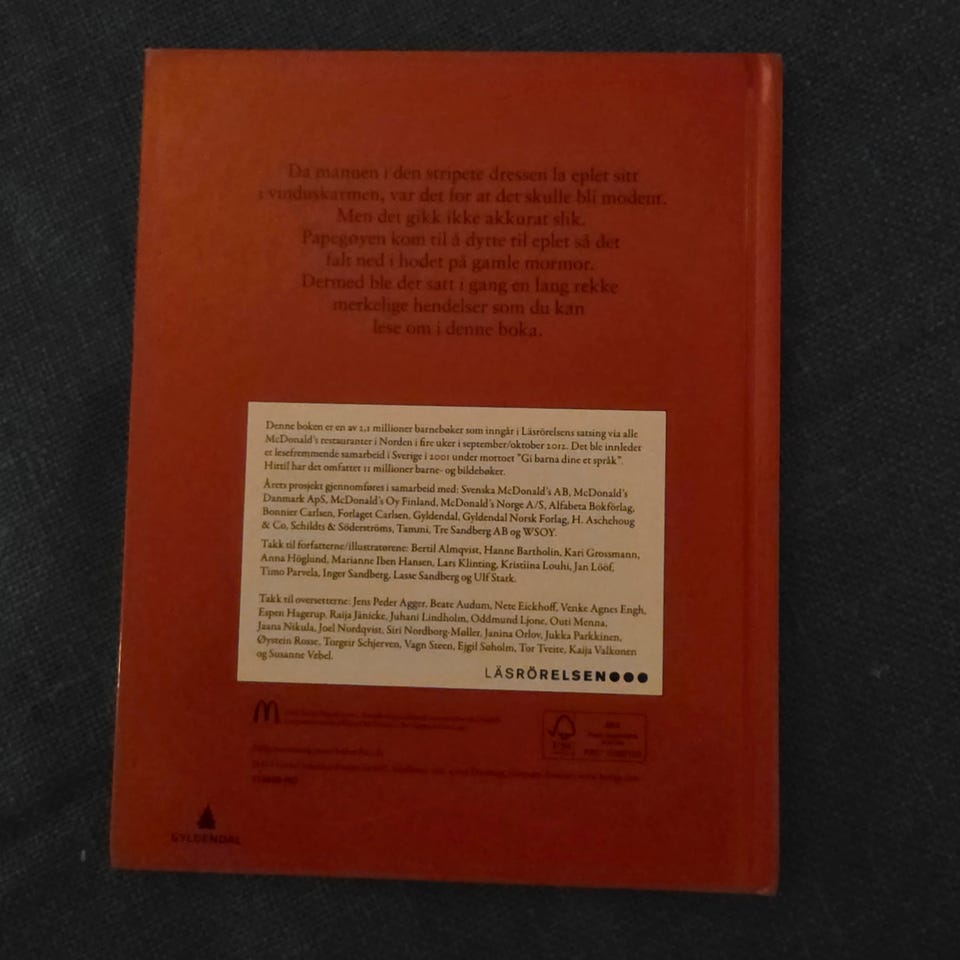 Da mannen i den stripete dressen la eplet sitt
i vinduskarmen, var det for at det skulle bli modent.
Men det gikk ikke akkurat slik.
Papegøyen kom til å dytte til eplet så det
falt ned i hodet på gamle mormor.
Dermed ble det satt i gang en lang rekke
merkelige hendelser som du kan
lese om i denne boka.
Denne boken er en av 2,1 millioner barnebøker som inngår i Läsrörelsens satsing via alle
McDonald's restauranter i Norden i fire uker i september/oktober 2012. Det ble innledet
et lesefremmende samarbeid i Sverige i 2001 under mottoet "Gi barna dine et språk".
Hittil har det omfattet 11 millioner barne- og bildebøker.
Årets prosjekt gjennomføres i samarbeid med: Svenska McDonald's AB, McDonald's
Danmark ApS, McDonald's Oy Finland, McDonald's Norge A/S, Alfabeta Bokförlag,
Bonnier Carlsen, Forlaget Carlsen, Gyldendal, Gyldendal Norsk Forlag, H. Aschehoug
& Co, Schildts & Söderströms, Tammi, Tre Sandberg AB og WSOY.
Takk til forfatterne/illustratørene: Bertil Almqvist, Hanne Bartholin, Kari Grossmann,
Anna Höglund, Marianne Iben Hansen, Lars Klinting, Kristiina Louhi, Jan Lööf,
Timo Parvela, Inger Sandberg, Lasse Sandberg og Ulf Stark.
Takk til oversetterne: Jens Peder Agger, Beate Audum, Nete Eickhoff, Venke Agnes Engh,
Espen Hagerup, Raija Jänicke, Juhani Lindholm, Oddmund Ljone, Outi Menna,
Jaana Nikula, Joel Nordqvist, Siri Nordborg-Møller, Janina Orlov, Jukka Parkkinen,
Øystein Rosse, Torgeir Schjerven, Vagn Steen, Ejgil Søholm, Tor Tveite, Kaija Valkonen
og Susanne Vebel.
LÄSRÖRELSEN
FSC
GYLDENDAL